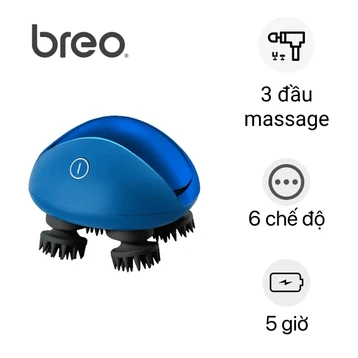 breo®
3 đầu
massage
6 chế độ
5 giờ